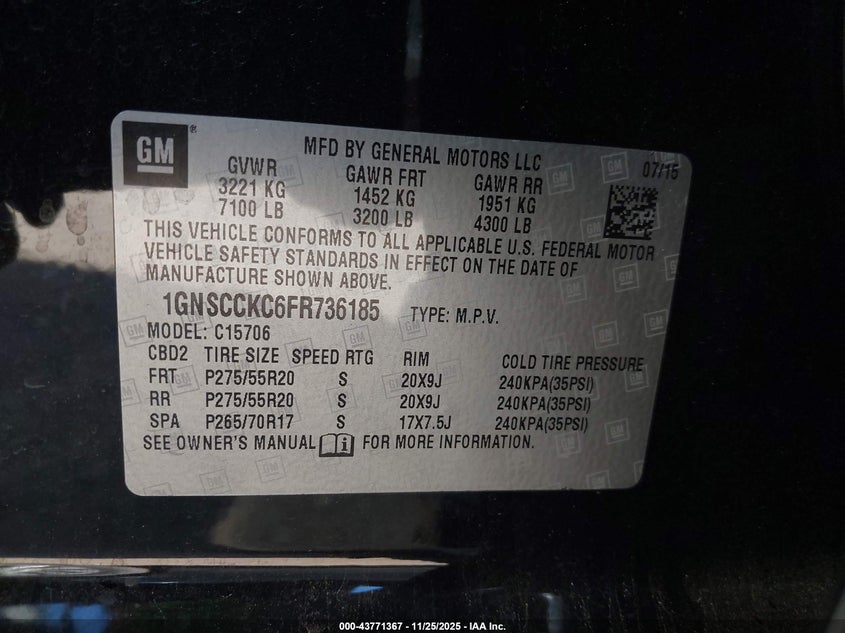 GM
MFD BY GENERAL MOTORS LLC 07/15
GVWR GAWR FRT GAWR RR
3221 KG 1452 KG 1951 KG
7100 LB 3200 LB 4300 LB
THIS VEHICLE CONFORMS TO ALL APPLICABLE U.S. FEDERAL MOTOR
VEHICLE SAFETY STANDARDS IN EFFECT ON THE DATE OF
MANUFACTURE SHOWN ABOVE.
1GNSCCKC6FR736185 TYPE: M.P.V.
MODEL: C15706
CBD2 TIRE SIZE SPEED RTG RIM COLD TIRE PRESSURE
FRT P275/55R20 S 20X9J 240KPA(35PSI)
RR P275/55R20 S 20X9J 240KPA(35PSI)
SPA P265/70R17 S 17X7.5J 240KPA(35PSI)
SEE OWNER'S MANUAL i FOR MORE INFORMATION.
000-43771367 - 11/25/2025 - IAA Inc.